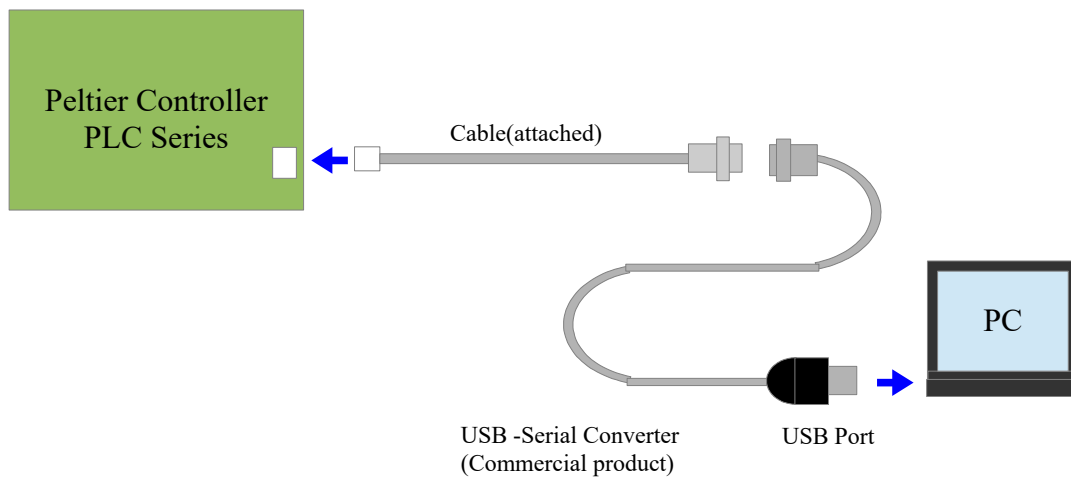 Peltier Controller
PLC Series
Cable(attached)
PC
USB -Serial Converter
(Commercial product)
USB Port